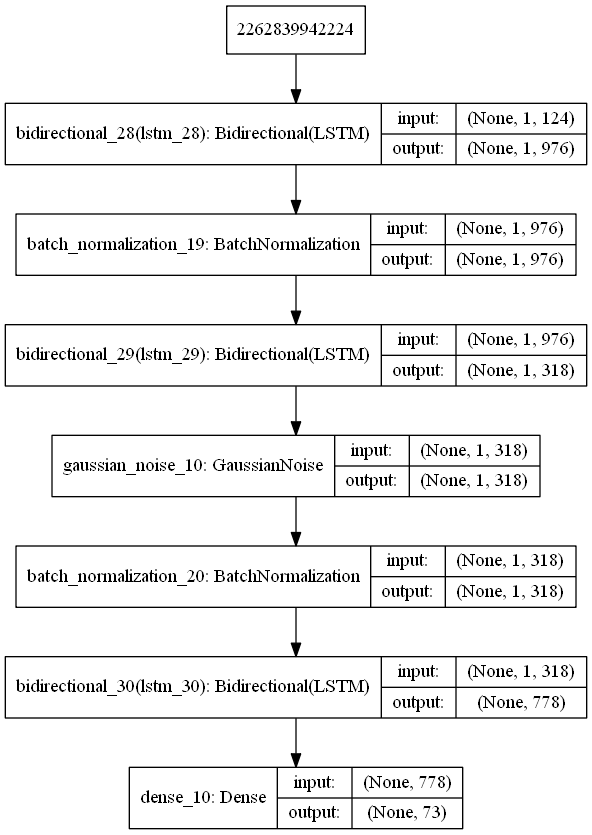 2262839942224
bidirectional_28(lstm_28): Bidirectional(LSTM)
input: (None, 1, 124)
output: (None, 1, 976)
batch_normalization_19: BatchNormalization
input: (None, 1, 976)
output: (None, 1, 976)
bidirectional_29(lstm_29): Bidirectional(LSTM)
input: (None, 1, 976)
output: (None, 1, 318)
gaussian_noise_10: GaussianNoise
input: (None, 1, 318)
output: (None, 1, 318)
batch_normalization_20: BatchNormalization
input: (None, 1, 318)
output: (None, 1, 318)
bidirectional_30(lstm_30): Bidirectional(LSTM)
input: (None, 1, 318)
output: (None, 778)
dense_10: Dense
input: (None, 778)
output: (None, 73)